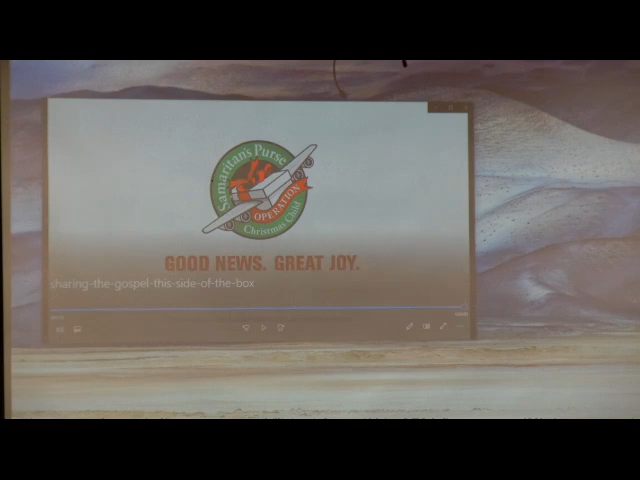 Samaritan's Purse
OPERATION
Christmas Child
GOOD NEWS. GREAT JOY.
sharing-the-gospel-this-side-of-the-box